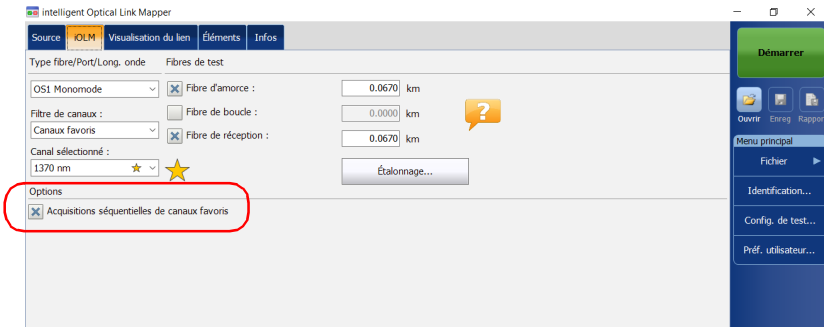 intelligent Optical Link Mapper
Source iOLM Visualisation du lien Éléments Infos
Type fibre/Port/Long. onde Fibres de test
OS1 Monomode
Fibre d'amorce : 0.0670 km
Filtre de canaux :
Fibre de boucle : 0.0000 km
Canaux favoris
Fibre de réception : 0.0670 km
Canal sélectionné :
1370 nm
Étalonnage...
Options
Acquisitions séquentielles de canaux favoris
Démarrer
Ouvrir Enreg Rappor
Menu principal
Fichier
Identification...
Config. de test...
Préf. utilisateur...